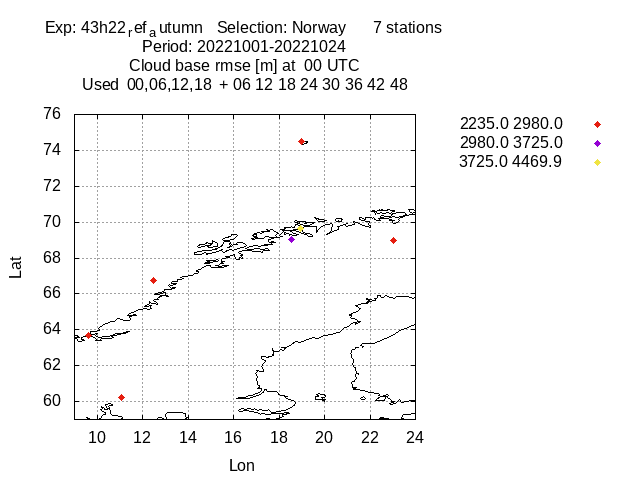 Exp: 43h22refautumn Selection: Norway 7 stations
Period: 20221001-20221024
Cloud base rmse [m] at 00 UTC
Used 00,06,12,18 + 06 12 18 24 30 36 42 48
2235.0 2980.0
2980.0 3725.0
3725.0 4469.9
76
74
72
70
68
66
64
62
60
Lat
10 12 14 16 18 20 22 24
Lon